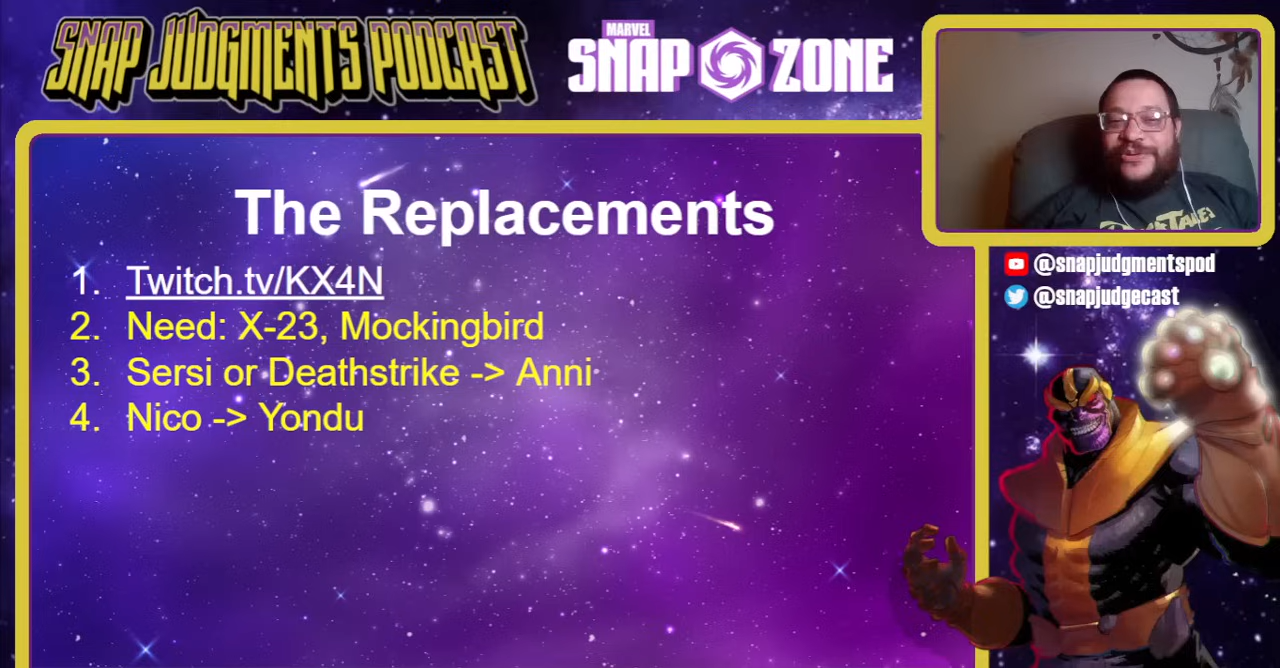 SNAP JUDGMENTS PODCAST
MARVEL
SNAP ZONE
The Replacements
1. Twitch.tv/KX4N
2. Need: X-23, Mockingbird
3. Sersi or Deathstrike -> Anni
4. Nico -> Yondu
@snapjudgmentspod
@snapjudgecast